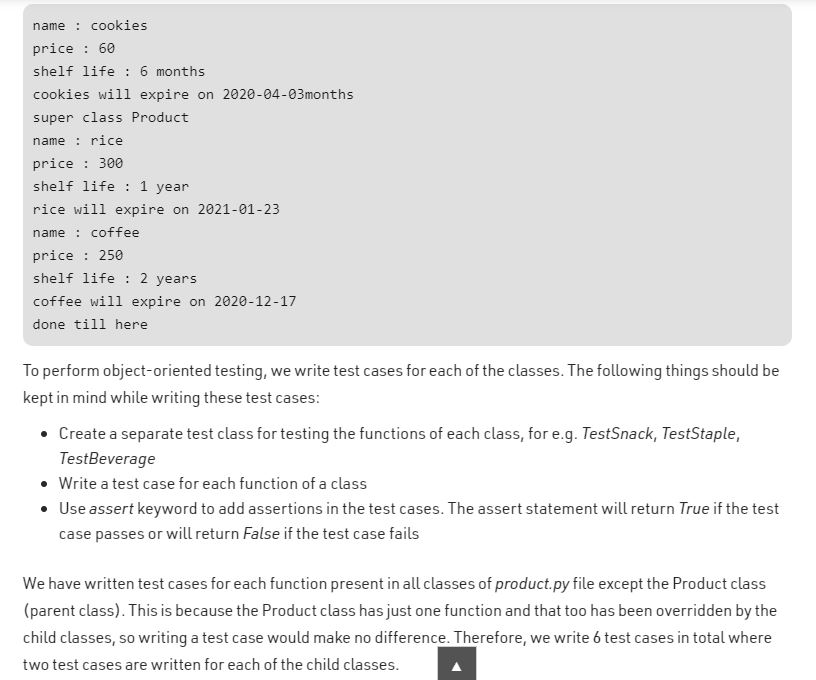 name : cookies
price : 60
shelf life : 6 months
cookies will expire on 2020-04-03months
super class Product
name : rice
price : 300
shelf life : 1 year
rice will expire on 2021-01-23
name : coffee
price : 250
shelf life : 2 years
coffee will expire on 2020-12-17
done till here
To perform object-oriented testing, we write test cases for each of the classes. The following things should be
kept in mind while writing these test cases:
• Create a separate test class for testing the functions of each class, for e.g. TestSnack, TestStaple,
TestBeverage
• Write a test case for each function of a class
• Use assert keyword to add assertions in the test cases. The assert statement will return True if the test
case passes or will return False if the test case fails
We have written test cases for each function present in all classes of product.py file except the Product class
(parent class). This is because the Product class has just one function and that too has been overridden by the
child classes, so writing a test case would make no difference. Therefore, we write 6 test cases in total where
two test cases are written for each of the child classes.